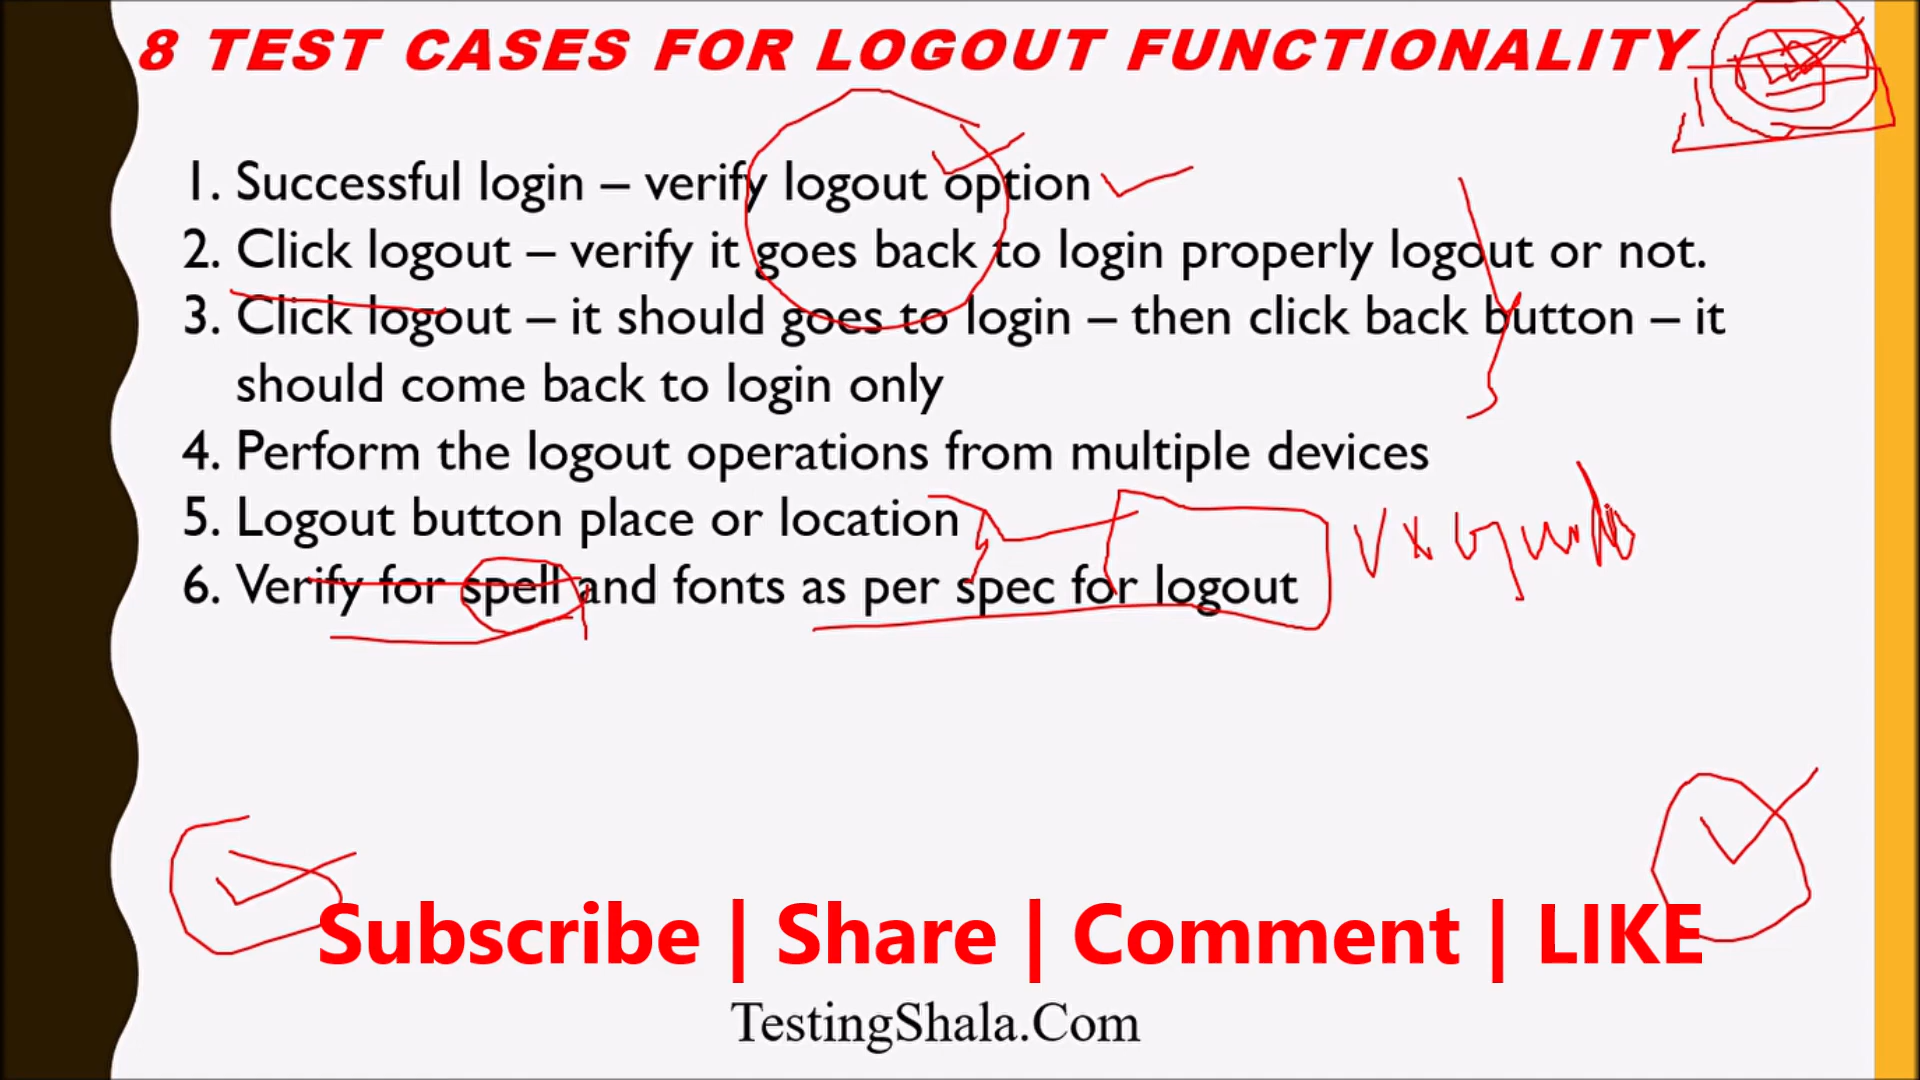 8 TEST CASES FOR LOGOUT FUNCTIONALITY
1. Successful login – verify logout option
2. Click logout – verify it goes back to login properly logout or not.
3. Click logout – it should goes to login – then click back button – it
should come back to login only
4. Perform the logout operations from multiple devices
5. Logout button place or location
6. Verify for spell and fonts as per spec for logout
Subscribe | Share | Comment | LIKE
TestingShala.Com